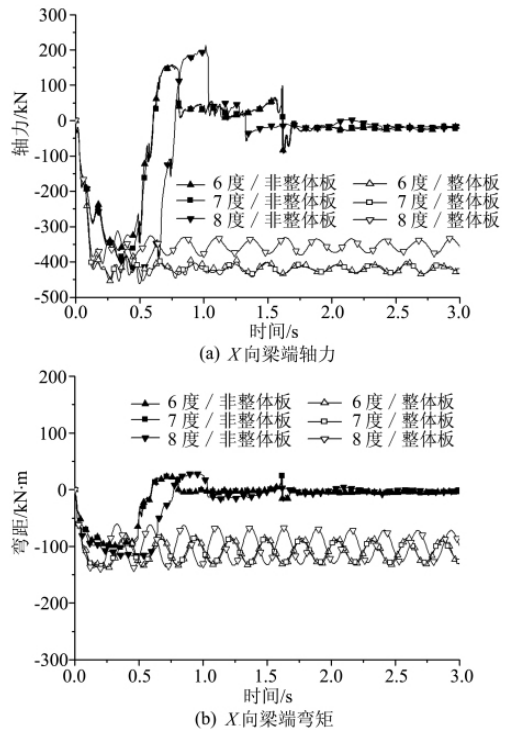 200
100
0
-100
-200
-300
-400
-500
轴力/kN
6度/非整体板 6度/整体板
7度/非整体板 7度/整体板
8度/非整体板 8度/整体板
0.0 0.5 1.0 1.5 2.0 2.5 3.0
时间/s
(a) X向梁端轴力
300
200
100
0
-100
-200
-300
弯距/kN·m
6度/非整体板 6度/整体板
7度/非整体板 7度/整体板
8度/非整体板 8度/整体板
0.0 0.5 1.0 1.5 2.0 2.5 3.0
时间/s
(b) X向梁端弯矩